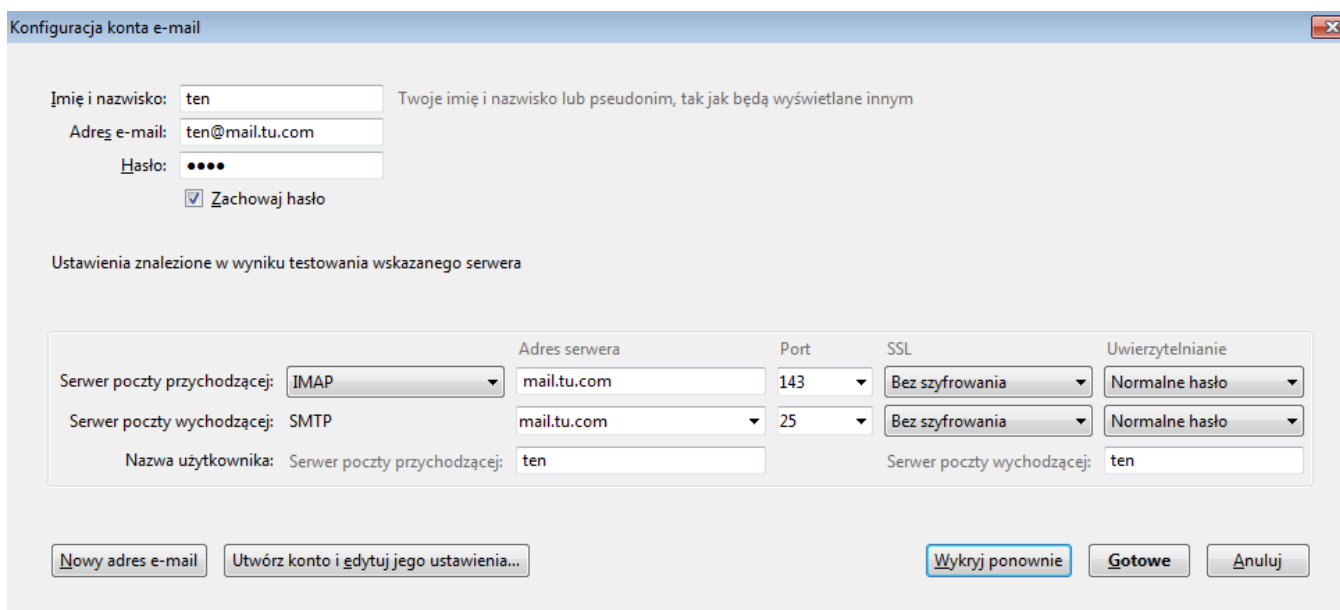 Konfiguracja konta e-mail
Imię i nazwisko: ten Twoje imię i nazwisko lub pseudonim, tak jak będą wyświetlane innym
Adres e-mail: ten@mail.tu.com
Hasło: ••••
Zachowaj hasło
Ustawienia znalezione w wyniku testowania wskazanego serwera
Adres serwera Port SSL Uwierzytelnianie
Serwer poczty przychodzącej: IMAP mail.tu.com 143 Bez szyfrowania Normalne hasło
Serwer poczty wychodzącej: SMTP mail.tu.com 25 Bez szyfrowania Normalne hasło
Nazwa użytkownika: Serwer poczty przychodzącej: ten Serwer poczty wychodzącej: ten
Nowy adres e-mail Utwórz konto i edytuj jego ustawienia... Wykryj ponownie Gotowe Anuluj